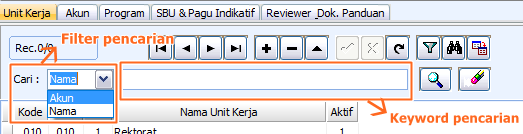 Unit Kerja Akun Program SBU & Pagu Indikatif Reviewer ,Dok. Panduan
Filter pencarian
Rec.0/0
Cari : Nama
Akun
Nama
Kode Nama Unit Kerja Aktif
Keyword pencarian
010 010 1 Rektorat 1